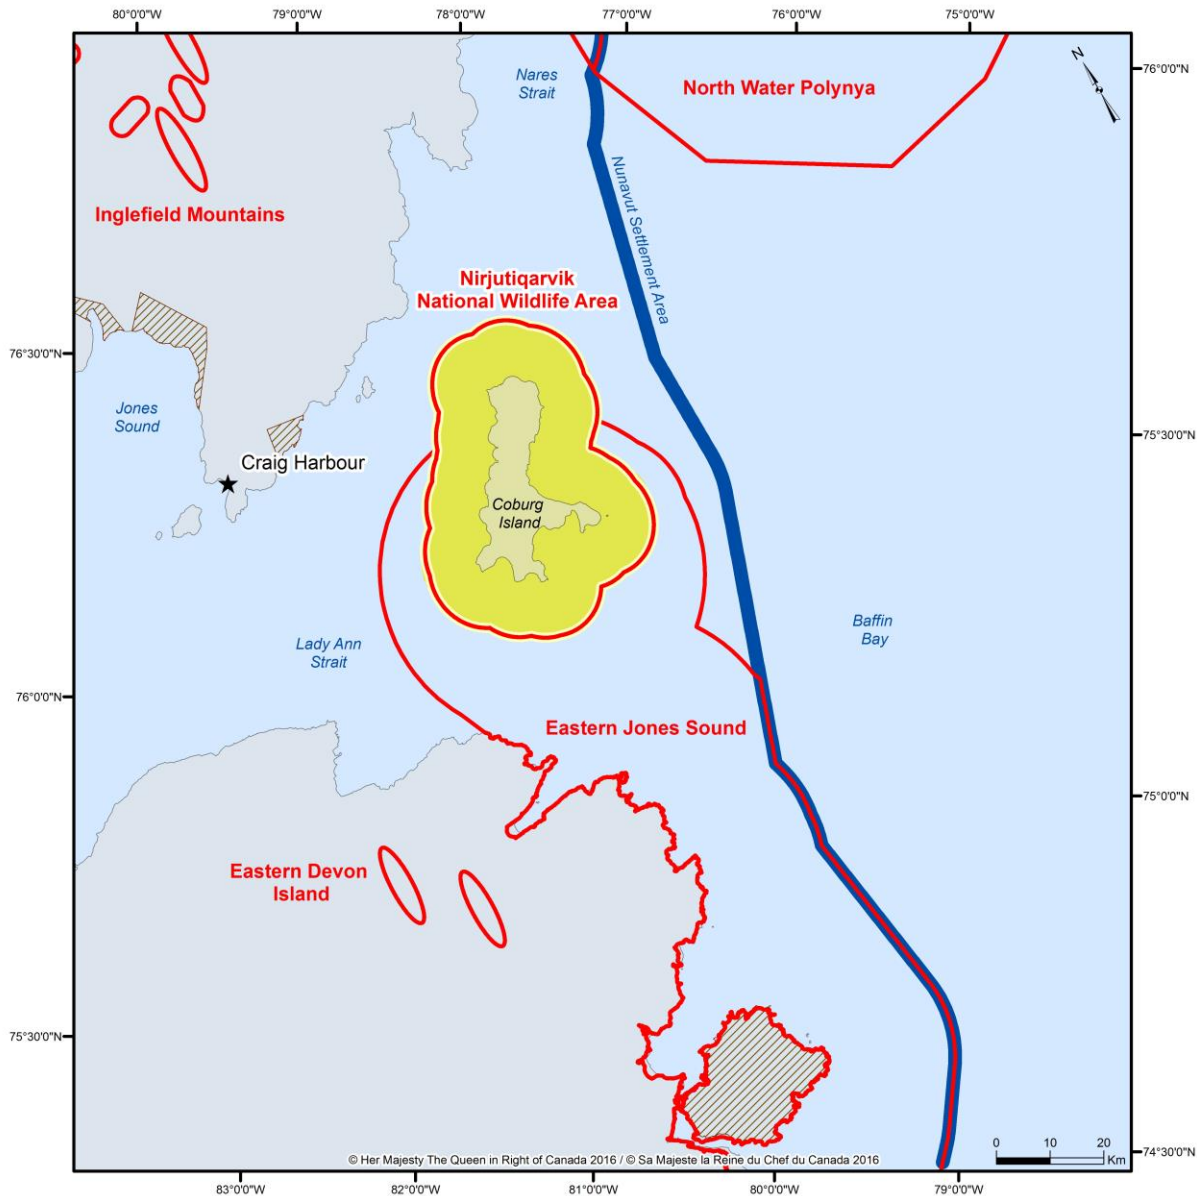 80°0'0"W
79°0'0"W
78°0'0"W
77°0'0"W
76°0'0"W
75°0'0"W
Nares
Strait
North Water Polynya
N
76°0'0"N
Nunavut Settlement Area
Inglefield Mountains
Nirjutiqarvik
National Wildlife Area
76°30'0"N
Jones
Sound
75°30'0"N
Craig Harbour
Coburg
Island
Baffin
Bay
Lady Ann
Strait
76°0'0"N
Eastern Jones Sound
75°0'0"N
Eastern Devon
Island
75°30'0"N
0 10 20
Km
74°30'0"N
© Her Majesty The Queen in Right of Canada 2016 / © Sa Majeste la Reine du Chef du Canada 2016
83°0'0"W
82°0'0"W
81°0'0"W
80°0'0"W
79°0'0"W